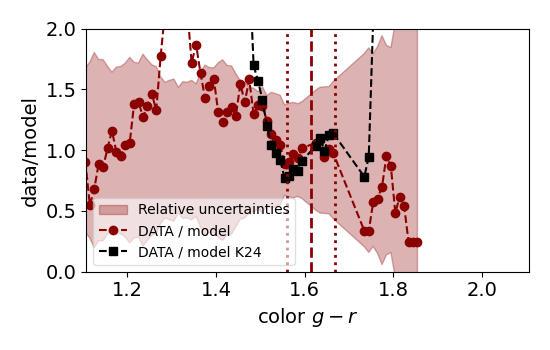 2.0
1.5
1.0
0.5
0.0
data/model
Relative uncertainties
DATA / model
DATA / model K24
1.2 1.4 1.6 1.8 2.0
color g − r